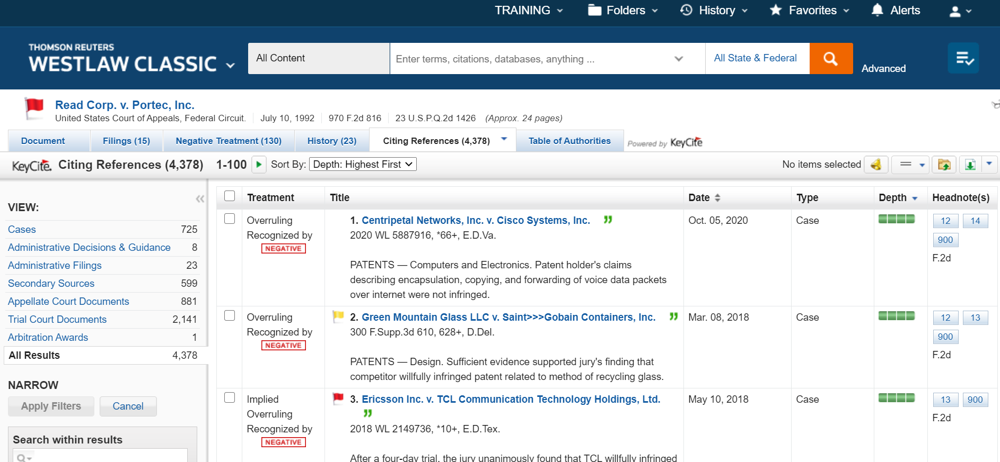 TRAINING Folders History Favorites Alerts
THOMSON REUTERS
WESTLAW CLASSIC
All Content
Enter terms, citations, databases, anything ...
All State & Federal
Advanced
Read Corp. v. Portec, Inc.
United States Court of Appeals, Federal Circuit. July 10, 1992 970 F.2d 816 23 U.S.P.Q.2d 1426 (Approx. 24 pages)
Document Filings (15) Negative Treatment (130) History (23) Citing References (4,378) Table of Authorities Powered by KeyCite
KeyCite. Citing References (4,378) 1-100 Sort By: Depth: Highest First No items selected
VIEW:
Cases 725
Administrative Decisions & Guidance 8
Administrative Filings 23
Secondary Sources 599
Appellate Court Documents 881
Trial Court Documents 2,141
Arbitration Awards 1
All Results 4,378
NARROW
Apply Filters Cancel
Search within results
Treatment Title Date Type Depth Headnote(s)
Overruling
Recognized by
NEGATIVE
1. Centripetal Networks, Inc. v. Cisco Systems, Inc.
2020 WL 5887916, *66+, E.D.Va.
PATENTS — Computers and Electronics. Patent holder's claims
describing encapsulation, copying, and forwarding of voice data packets
over internet were not infringed.
Oct. 05, 2020
Case
12 14
900
F.2d
Overruling
Recognized by
NEGATIVE
2. Green Mountain Glass LLC v. Saint>>>Gobain Containers, Inc.
300 F.Supp.3d 610, 628+, D.Del.
PATENTS — Design. Sufficient evidence supported jury's finding that
competitor willfully infringed patent related to method of recycling glass.
Mar. 08, 2018
Case
12 13
900
F.2d
Implied
Overruling
Recognized by
NEGATIVE
3. Ericsson Inc. v. TCL Communication Technology Holdings, Ltd.
2018 WL 2149736, *10+, E.D.Tex.
After a four-day trial, the jury unanimously found that TCL willfully infringed
May 10, 2018
Case
13 900
F.2d